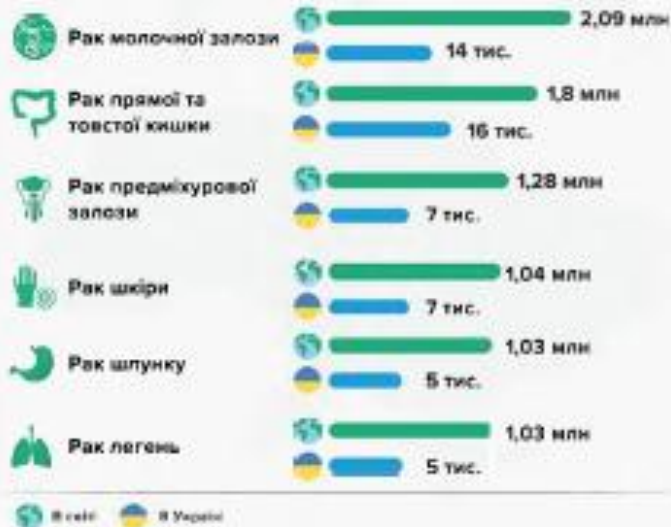 Рак молочної залози
2,09 млн
14 тис.
Рак прямої та
товстої кишки
1,8 млн
16 тис.
Рак предміхурової
залози
1,28 млн
7 тис.
Рак шкіри
1,04 млн
7 тис.
Рак шлунку
1,03 млн
5 тис.
Рак легень
1,03 млн
5 тис.
В світі В Україні